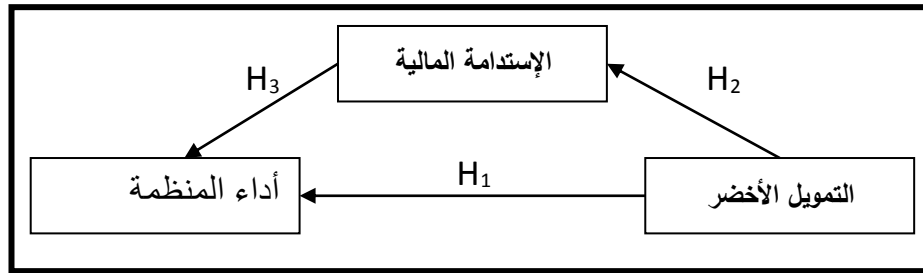 الإستدامة المالية
H₃
H₂
أداء المنظمة
H₁
التمويل الأخضر